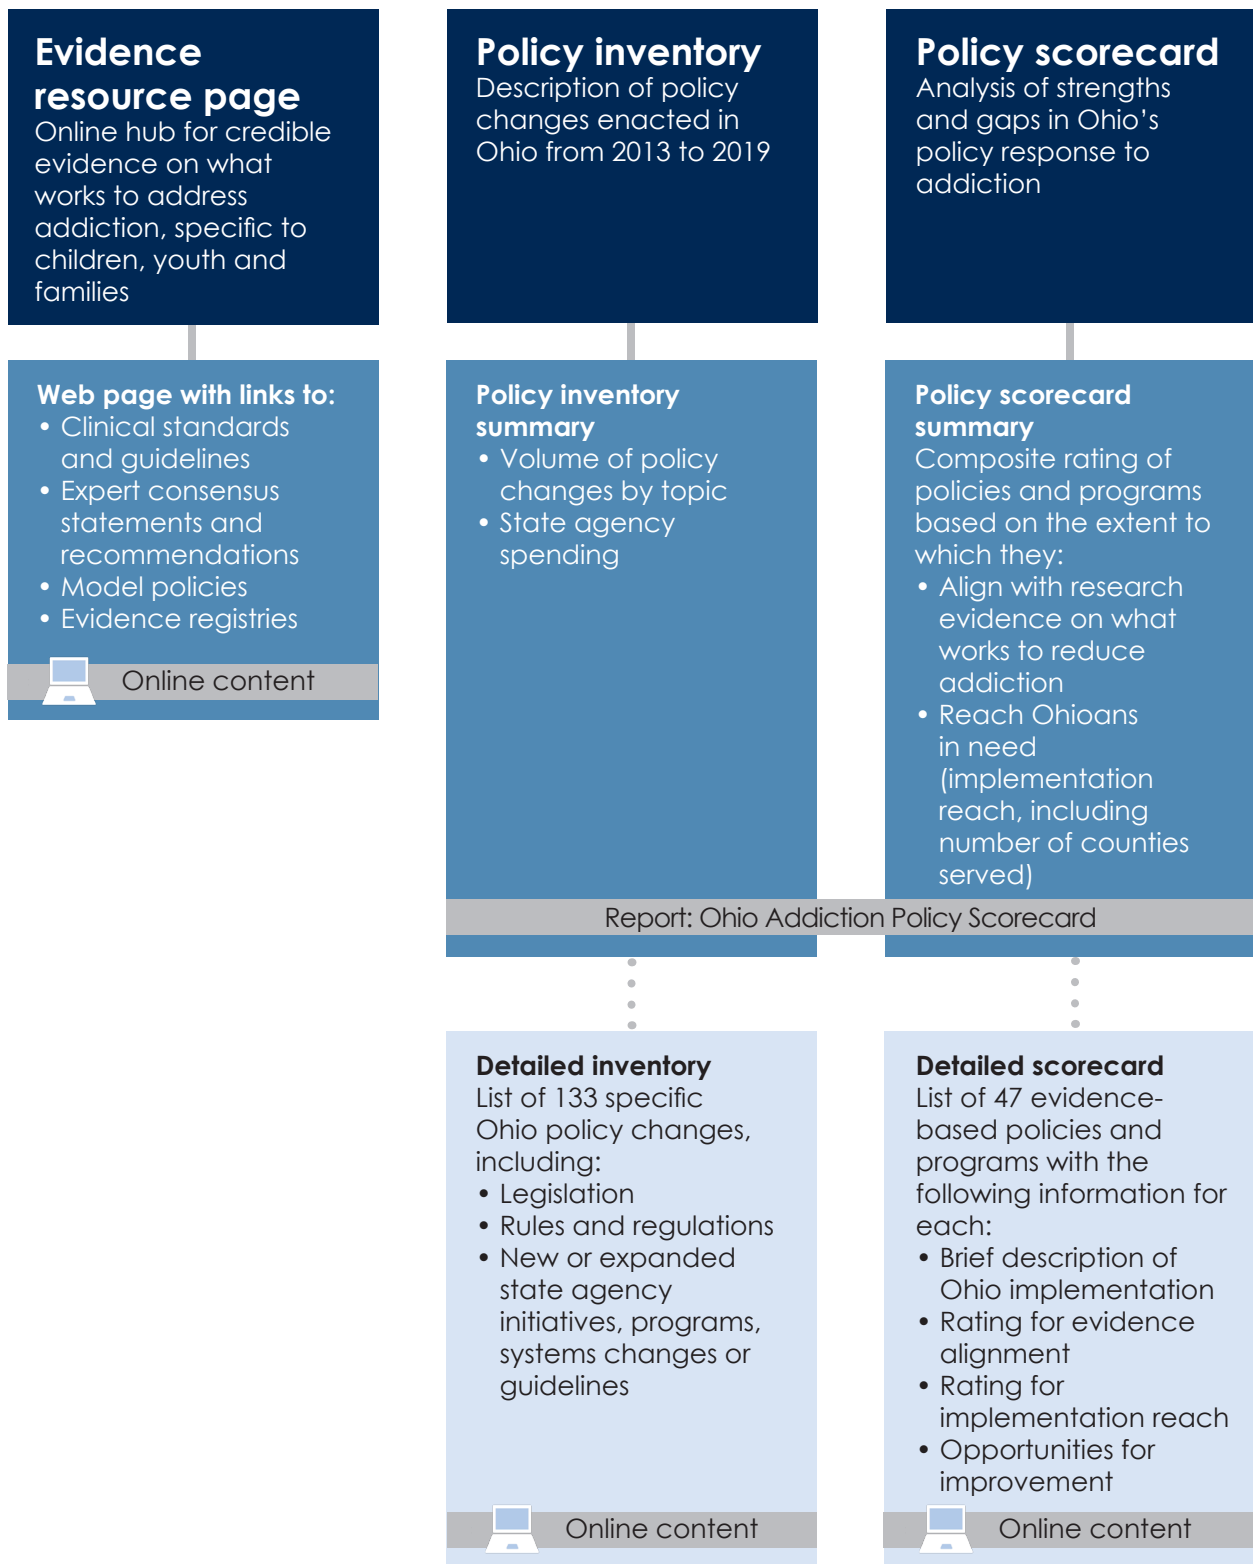 Evidence
resource page
Online hub for credible
evidence on what
works to address
addiction, specific to
children, youth and
families
Web page with links to:
• Clinical standards
and guidelines
• Expert consensus
statements and
recommendations
• Model policies
• Evidence registries
Online content
Policy inventory
Description of policy
changes enacted in
Ohio from 2013 to 2019
Policy inventory
summary
• Volume of policy
changes by topic
• State agency
spending
Policy scorecard
Analysis of strengths
and gaps in Ohio’s
policy response to
addiction
Policy scorecard
summary
Composite rating of
policies and programs
based on the extent to
which they:
• Align with research
evidence on what
works to reduce
addiction
• Reach Ohioans
in need
(implementation
reach, including
number of counties
served)
Report: Ohio Addiction Policy Scorecard
Detailed inventory
List of 133 specific
Ohio policy changes,
including:
• Legislation
• Rules and regulations
• New or expanded
state agency
initiatives, programs,
systems changes or
guidelines
Online content
Detailed scorecard
List of 47 evidence-
based policies and
programs with the
following information for
each:
• Brief description of
Ohio implementation
• Rating for evidence
alignment
• Rating for
implementation reach
• Opportunities for
improvement
Online content